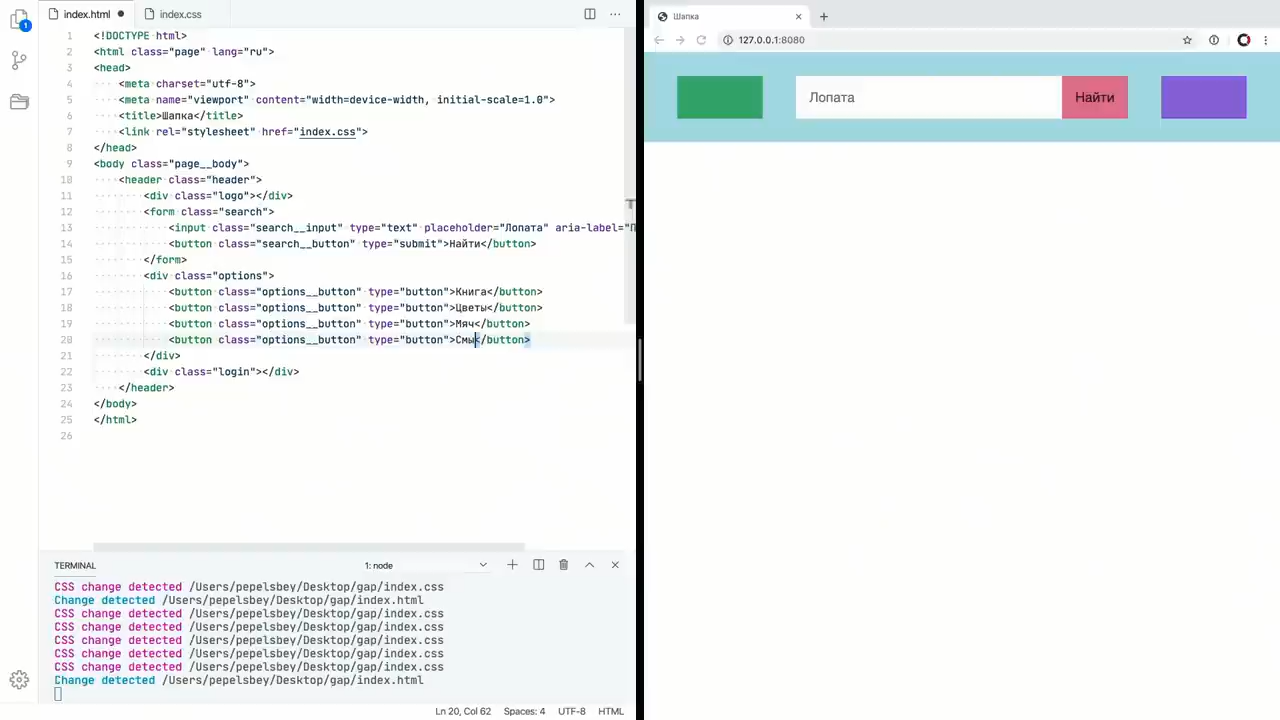 index.html
index.css
1 <!DOCTYPE html>
2 <html class="page" lang="ru">
3 <head>
4 <meta charset="utf-8">
5 <meta name="viewport" content="width=device-width, initial-scale=1.0">
6 <title>Шапка</title>
7 <link rel="stylesheet" href="index.css">
8 </head>
9 <body class="page__body">
10 <header class="header">
11 <div class="logo"></div>
12 <form class="search">
13 <input class="search__input" type="text" placeholder="Лопата" aria-label="
14 <button class="search__button" type="submit">Найти</button>
15 </form>
16 <div class="options">
17 <button class="options__button" type="button">Книга</button>
18 <button class="options__button" type="button">Цветы</button>
19 <button class="options__button" type="button">Мяч</button>
20 <button class="options__button" type="button">Смы</button>
21 </div>
22 <div class="login"></div>
23 </header>
24 </body>
25 </html>
26
TERMINAL
1: node
CSS change detected /Users/pepelsbey/Desktop/gap/index.css
Change detected /Users/pepelsbey/Desktop/gap/index.html
CSS change detected /Users/pepelsbey/Desktop/gap/index.css
CSS change detected /Users/pepelsbey/Desktop/gap/index.css
CSS change detected /Users/pepelsbey/Desktop/gap/index.css
CSS change detected /Users/pepelsbey/Desktop/gap/index.css
CSS change detected /Users/pepelsbey/Desktop/gap/index.css
Change detected /Users/pepelsbey/Desktop/gap/index.html
Ln 20, Col 62 Spaces: 4 UTF-8 HTML
1
Шапка
127.0.0.1:8080
Лопата
Найти